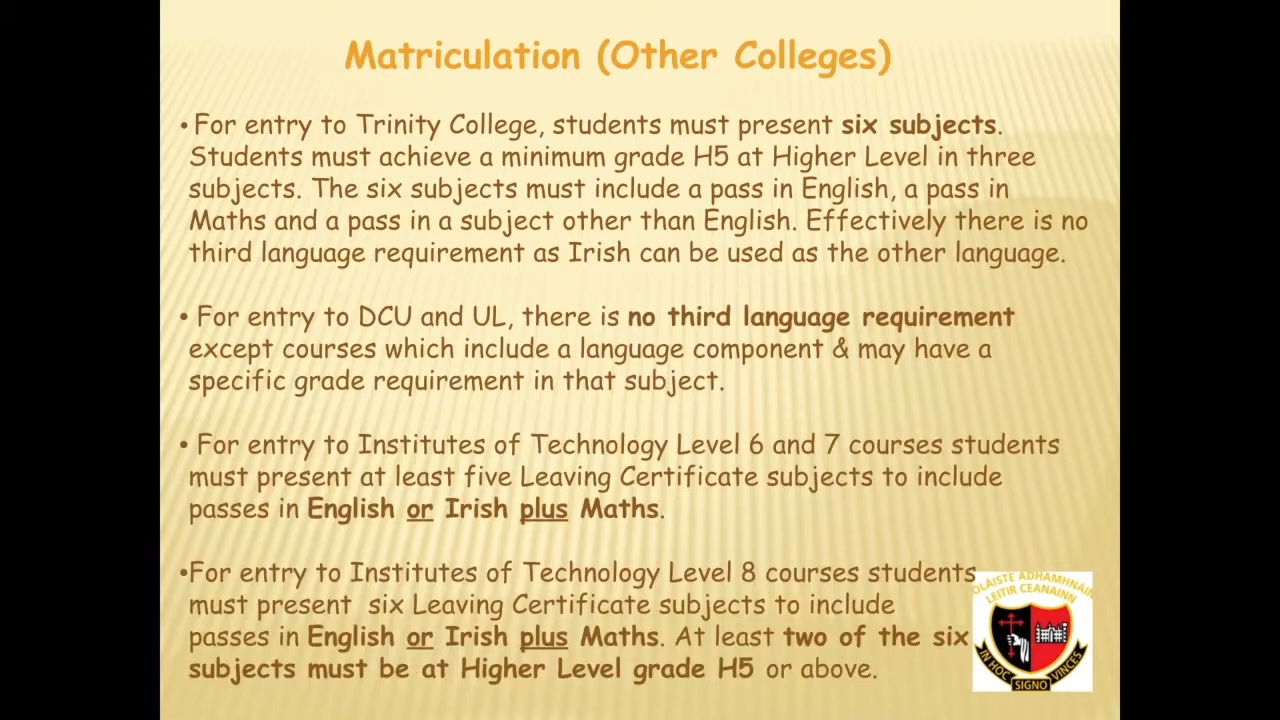 Matriculation (Other Colleges)
• For entry to Trinity College, students must present six subjects.
Students must achieve a minimum grade H5 at Higher Level in three
subjects. The six subjects must include a pass in English, a pass in
Maths and a pass in a subject other than English. Effectively there is no
third language requirement as Irish can be used as the other language.
• For entry to DCU and UL, there is no third language requirement
except courses which include a language component & may have a
specific grade requirement in that subject.
• For entry to Institutes of Technology Level 6 and 7 courses students
must present at least five Leaving Certificate subjects to include
passes in English or Irish plus Maths.
•For entry to Institutes of Technology Level 8 courses students
must present six Leaving Certificate subjects to include
passes in English or Irish plus Maths. At least two of the six
subjects must be at Higher Level grade H5 or above.
OLAISTE ADHAMHNAIN
LEITIR CEANAINN
IN HOC SIGNO VINCES